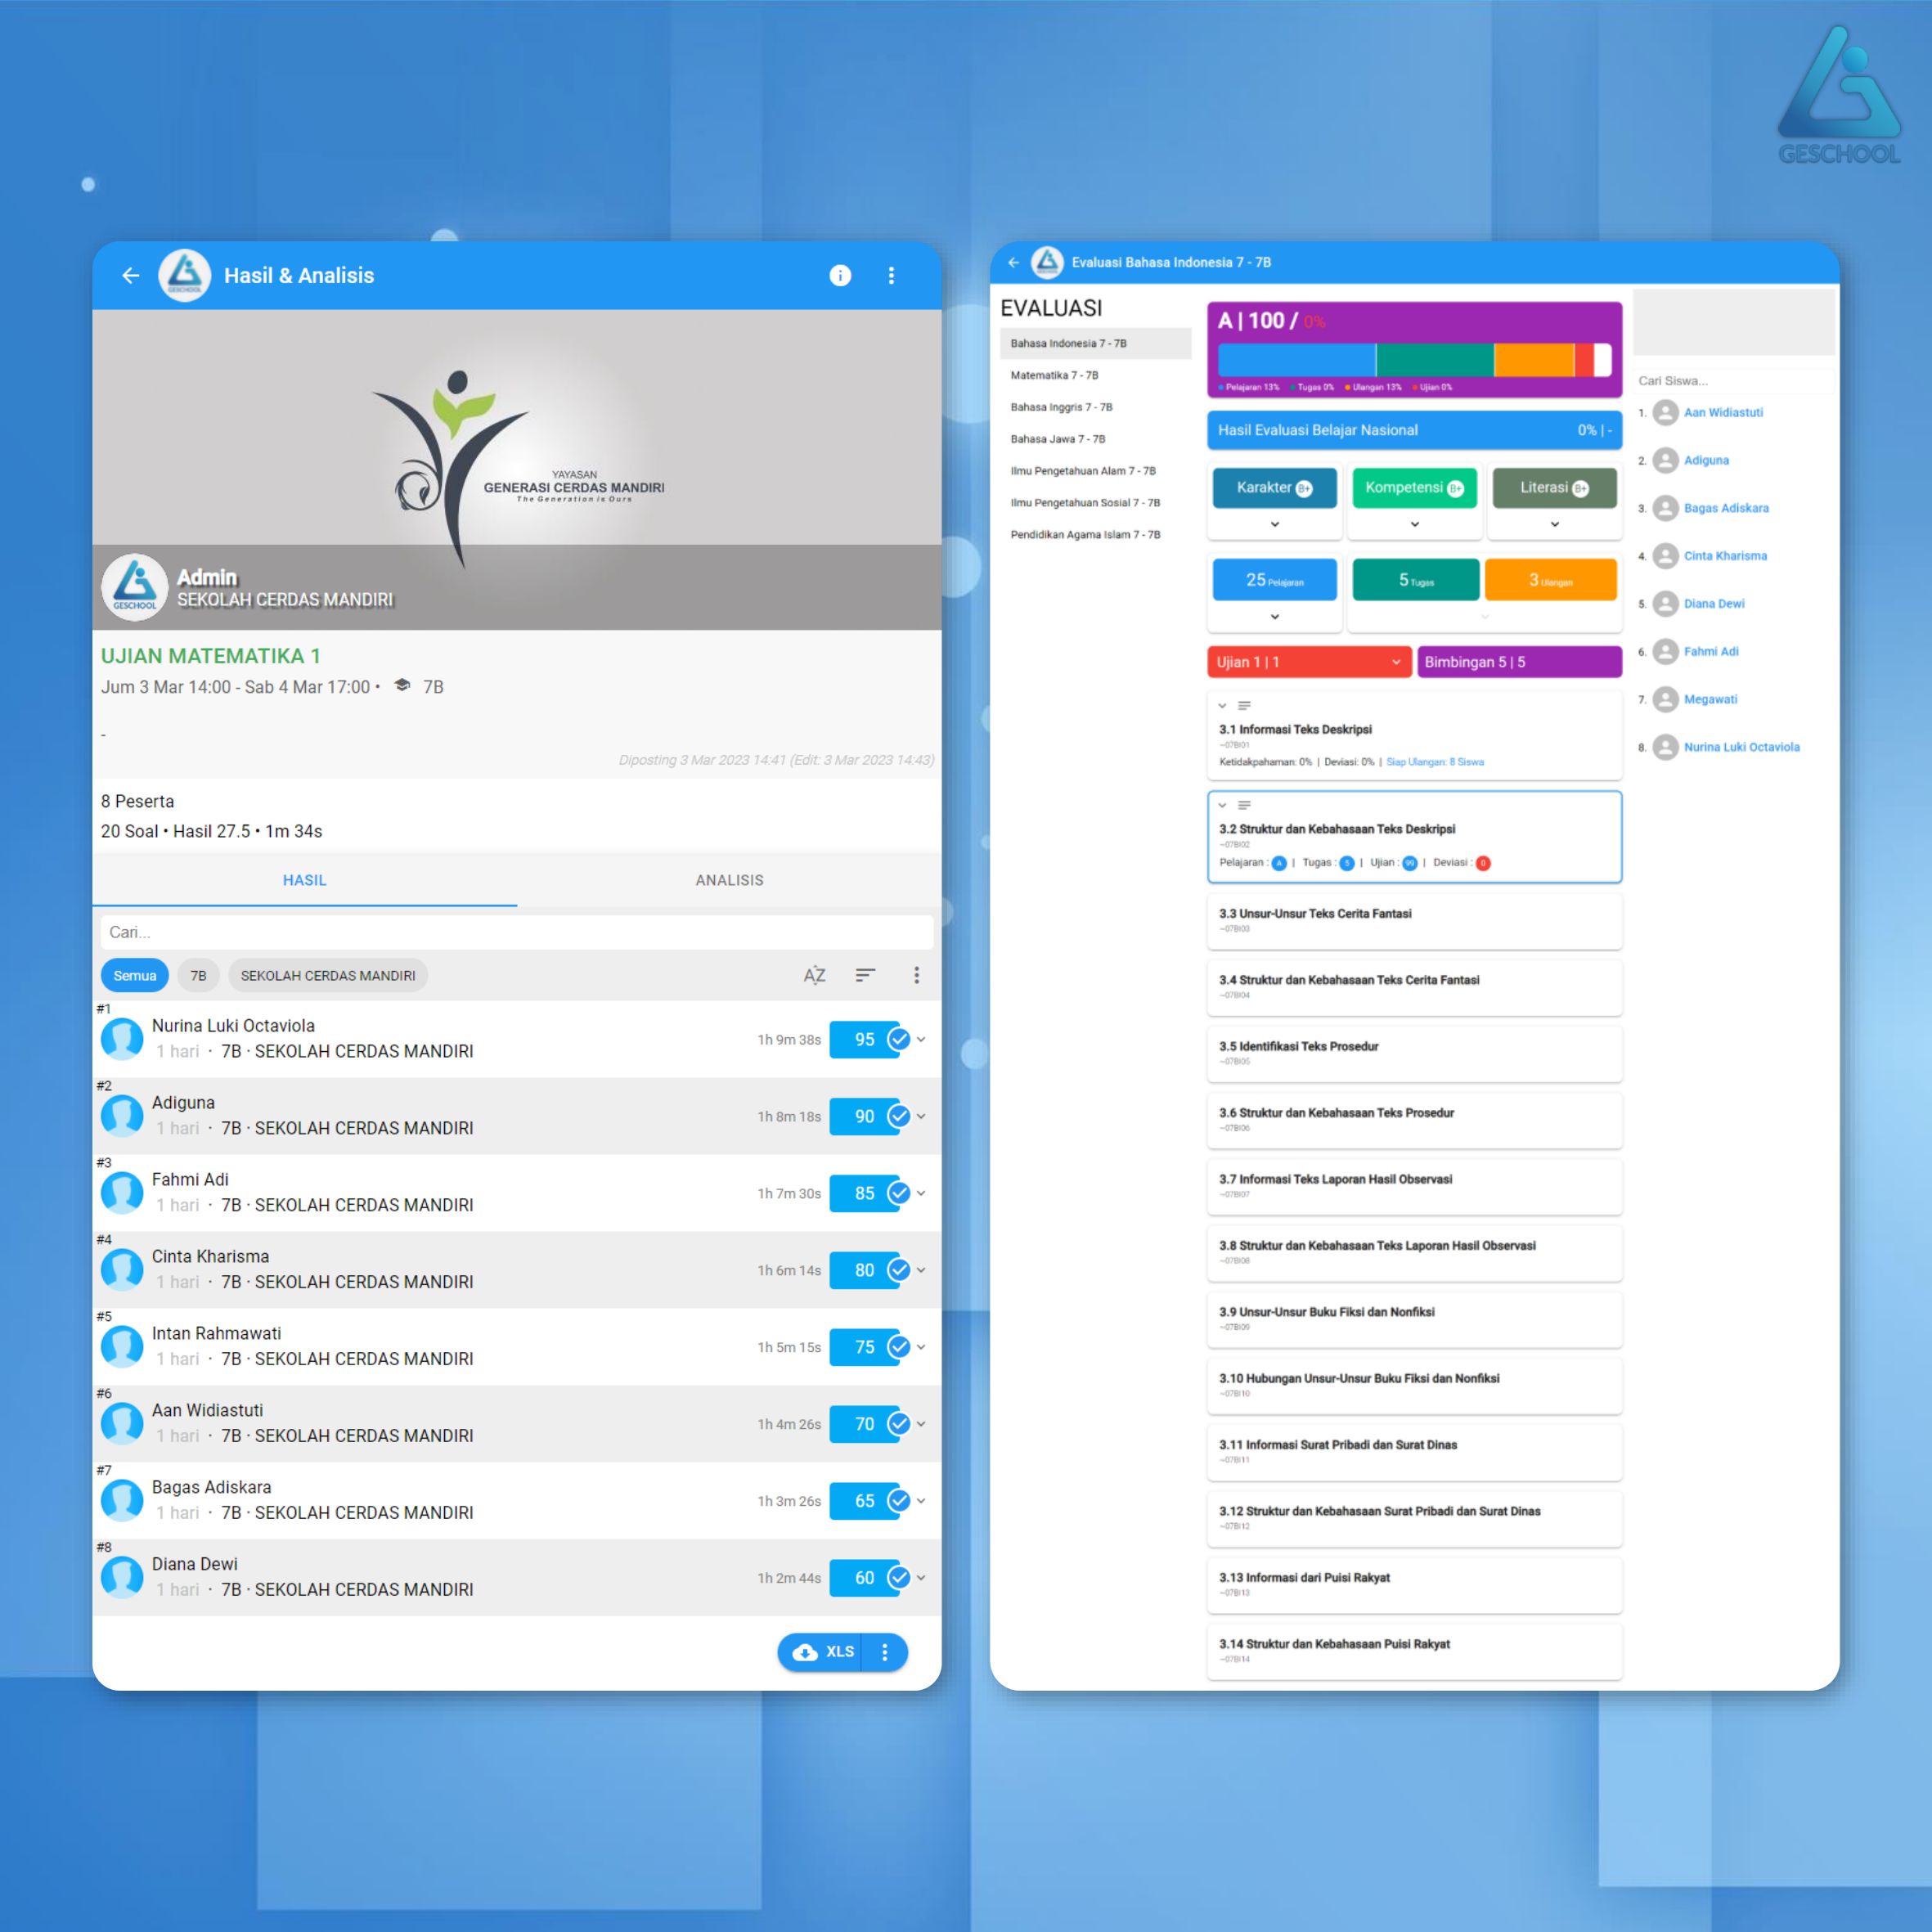 GESCHOOL
Hasil & Analisis
YAYASAN
GENERASI CERDAS MANDIRI
The Generation is Ours
GESCHOOL
Admin
SEKOLAH CERDAS MANDIRI
UJIAN MATEMATIKA 1
Jum 3 Mar 14:00 - Sab 4 Mar 17:00 • 7B
-
Diposting 3 Mar 2023 14:41 (Edit: 3 Mar 2023 14:43)
8 Peserta
20 Soal • Hasil 27.5 • 1m 34s
HASIL ANALISIS
Cari...
Semua 7B SEKOLAH CERDAS MANDIRI AZ
#1
Nurina Luki Octaviola
1 hari · 7B · SEKOLAH CERDAS MANDIRI 1h 9m 38s 95
#2
Adiguna
1 hari · 7B · SEKOLAH CERDAS MANDIRI 1h 8m 18s 90
#3
Fahmi Adi
1 hari · 7B · SEKOLAH CERDAS MANDIRI 1h 7m 30s 85
#4
Cinta Kharisma
1 hari · 7B · SEKOLAH CERDAS MANDIRI 1h 6m 14s 80
#5
Intan Rahmawati
1 hari · 7B · SEKOLAH CERDAS MANDIRI 1h 5m 15s 75
#6
Aan Widiastuti
1 hari · 7B · SEKOLAH CERDAS MANDIRI 1h 4m 26s 70
#7
Bagas Adiskara
1 hari · 7B · SEKOLAH CERDAS MANDIRI 1h 3m 26s 65
#8
Diana Dewi
1 hari · 7B · SEKOLAH CERDAS MANDIRI 1h 2m 44s 60
XLS
Evaluasi Bahasa Indonesia 7 - 7B
EVALUASI
Bahasa Indonesia 7 - 7B
Matematika 7 - 7B
Bahasa Inggris 7 - 7B
Bahasa Jawa 7 - 7B
Ilmu Pengetahuan Alam 7 - 7B
Ilmu Pengetahuan Sosial 7 - 7B
Pendidikan Agama Islam 7 - 7B
A | 100 / 0%
Pelajaran 13% Tugas 0% Ulangan 13% Ujian 0%
Hasil Evaluasi Belajar Nasional 0% | -
Karakter B+ Kompetensi B+ Literasi B+
25 Pelajaran 5 Tugas 3 Ulangan
Ujian 1 | 1 Bimbingan 5 | 5
3.1 Informasi Teks Deskripsi
~07BI01
Ketidakpahaman: 0% | Deviasi: 0% | Siap Ulangan: 8 Siswa
3.2 Struktur dan Kebahasaan Teks Deskripsi
~07BI02
Pelajaran : A | Tugas : 5 | Ujian : 99 | Deviasi : 0
3.3 Unsur-Unsur Teks Cerita Fantasi
~07BI03
3.4 Struktur dan Kebahasaan Teks Cerita Fantasi
~07BI04
3.5 Identifikasi Teks Prosedur
~07BI05
3.6 Struktur dan Kebahasaan Teks Prosedur
~07BI06
3.7 Informasi Teks Laporan Hasil Observasi
~07BI07
3.8 Struktur dan Kebahasaan Teks Laporan Hasil Observasi
~07BI08
3.9 Unsur-Unsur Buku Fiksi dan Nonfiksi
~07BI09
3.10 Hubungan Unsur-Unsur Buku Fiksi dan Nonfiksi
~07BI10
3.11 Informasi Surat Pribadi dan Surat Dinas
~07BI11
3.12 Struktur dan Kebahasaan Surat Pribadi dan Surat Dinas
~07BI12
3.13 Informasi dari Puisi Rakyat
~07BI13
3.14 Struktur dan Kebahasaan Puisi Rakyat
~07BI14
Cari Siswa...
1. Aan Widiastuti
2. Adiguna
3. Bagas Adiskara
4. Cinta Kharisma
5. Diana Dewi
6. Fahmi Adi
7. Megawati
8. Nurina Luki Octaviola